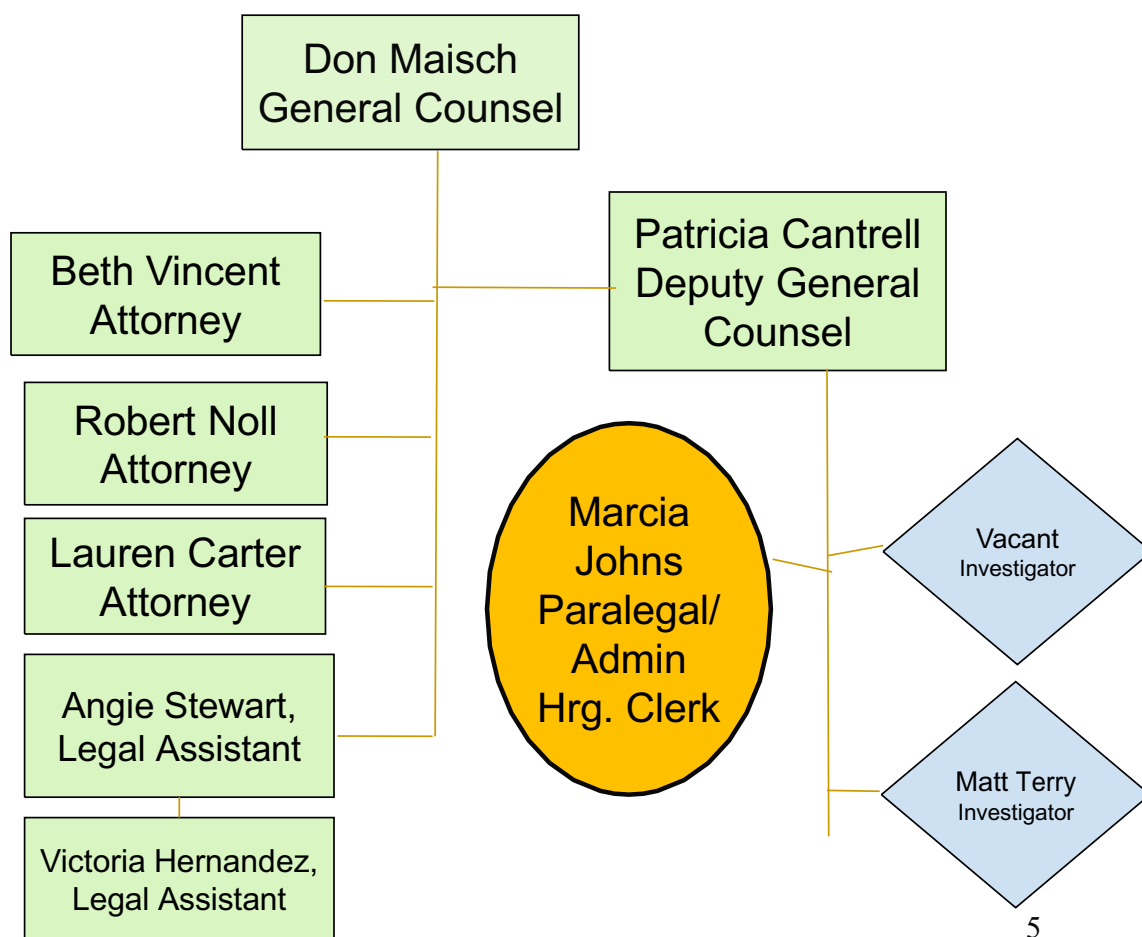 Don Maisch
General Counsel
Patricia Cantrell
Deputy General
Counsel
Beth Vincent
Attorney
Robert Noll
Attorney
Lauren Carter
Attorney
Angie Stewart,
Legal Assistant
Victoria Hernandez,
Legal Assistant
Marcia
Johns
Paralegal/
Admin
Hrg. Clerk
Vacant
Investigator
Matt Terry
Investigator
5